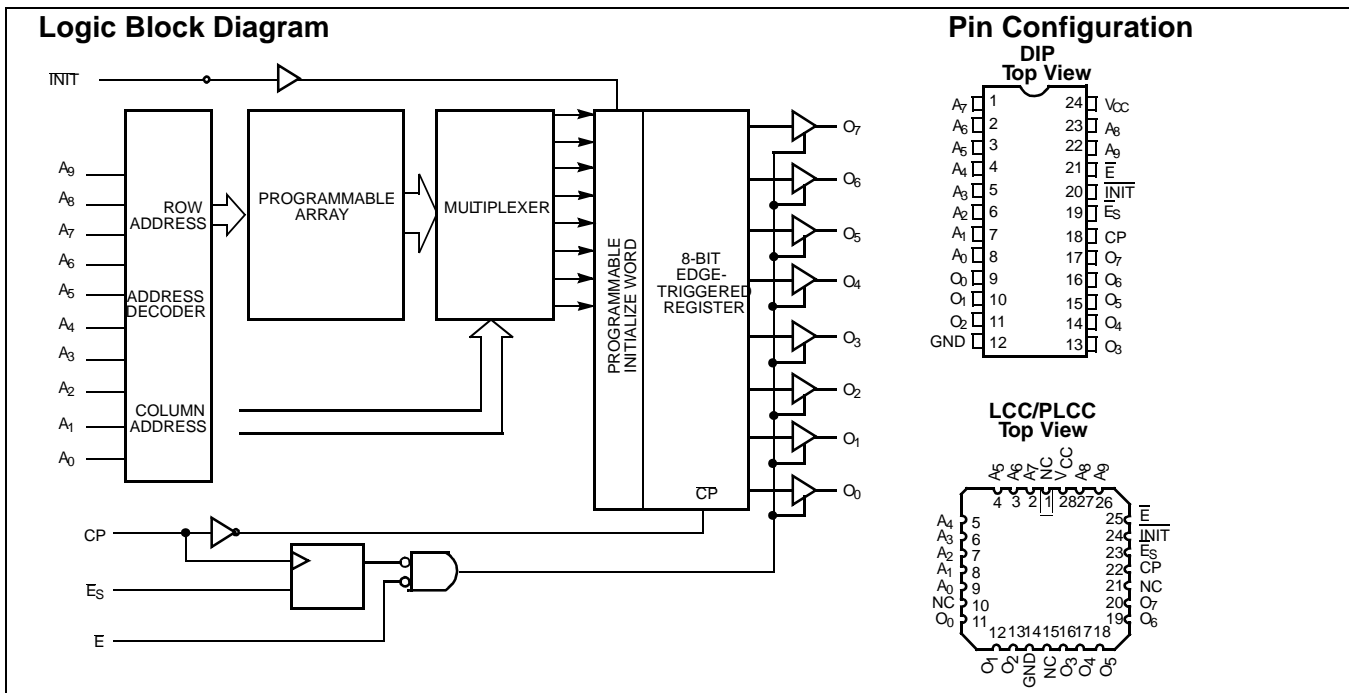 Logic Block Diagram
I̅N̅I̅T̅
A9
A8
A7
A6
A5
A4
A3
A2
A1
A0
ROW
ADDRESS
ADDRESS
DECODER
COLUMN
ADDRESS
PROGRAMMABLE
ARRAY
MULTIPLEXER
PROGRAMMABLE
INITIALIZE WORD
8-BIT
EDGE-
TRIGGERED
REGISTER
C̅P̅
O7
O6
O5
O4
O3
O2
O1
O0
CP
E̅S
E̅
Pin Configuration
DIP
Top View
A7 1 24 VCC
A6 2 23 A8
A5 3 22 A9
A4 4 21 E̅
A3 5 20 I̅N̅I̅T̅
A2 6 19 E̅S
A1 7 18 CP
A0 8 17 O7
O0 9 16 O6
O1 10 15 O5
O2 11 14 O4
GND 12 13 O3
LCC/PLCC
Top View
A5 A6 A7 NC VCC A8 A9
4 3 2 1 28 27 26
A4 5 25 E̅
A3 6 24 I̅N̅I̅T̅
A2 7 23 E̅S
A1 8 22 CP
A0 9 21 NC
NC 10 20 O7
O0 11 19 O6
12 13 14 15 16 17 18
O1 O2 GND NC O3 O4 O5